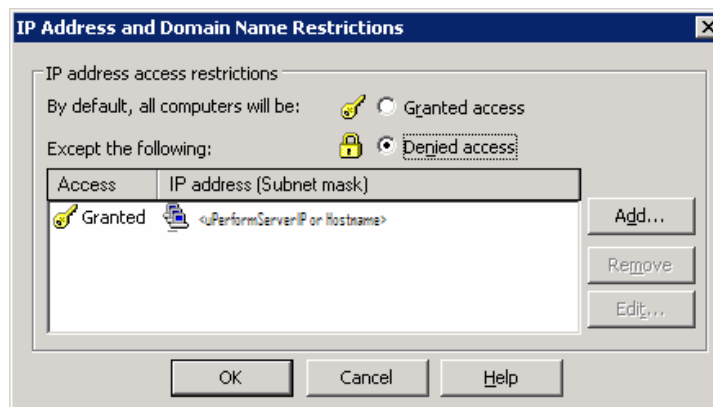 IP Address and Domain Name Restrictions
IP address access restrictions
By default, all computers will be:
Granted access
Denied access
Except the following:
Access IP address (Subnet mask)
Granted <uPerformServerIP or Hostname>
Add...
Remove
Edit...
OK Cancel Help